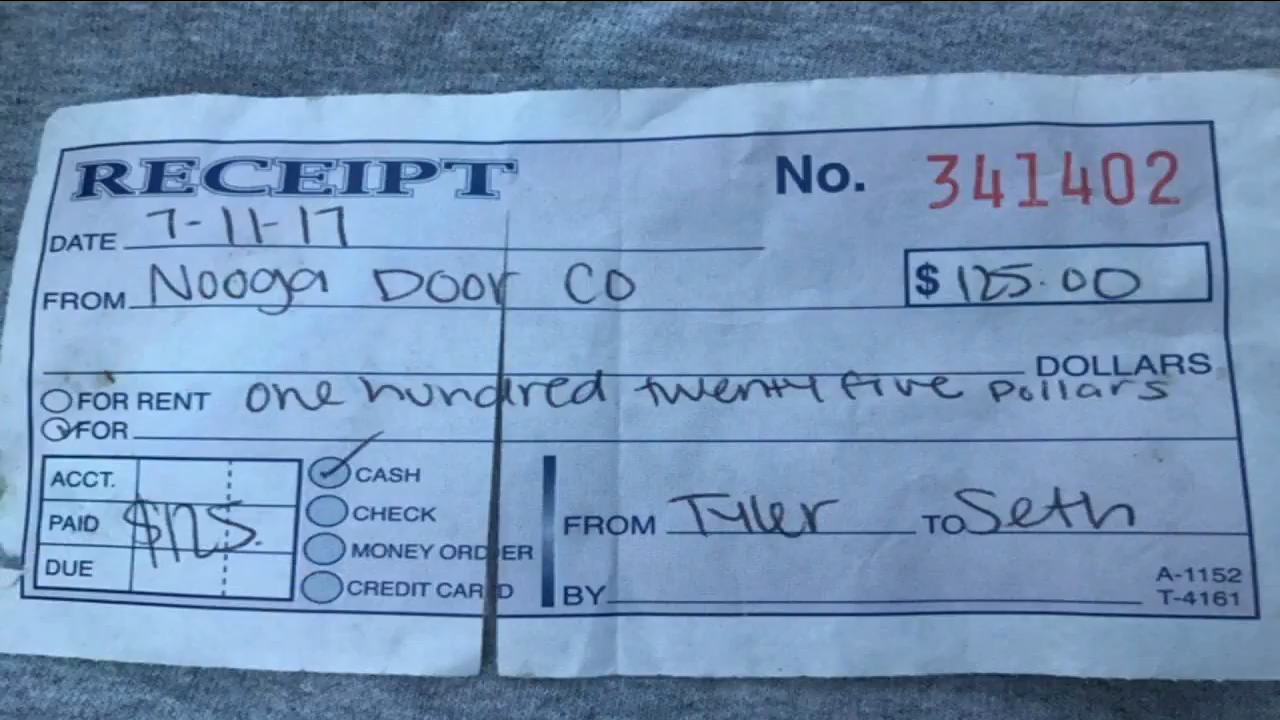 RECEIPT No. 341402
DATE 7-11-17
FROM Nooga Door CO $ 125.00
DOLLARS
FOR RENT one hundred twenty five Dollars
FOR
ACCT. CASH
PAID $125. CHECK FROM Tyler TO Seth
MONEY ORDER
DUE CREDIT CARD BY A-1152
T-4161